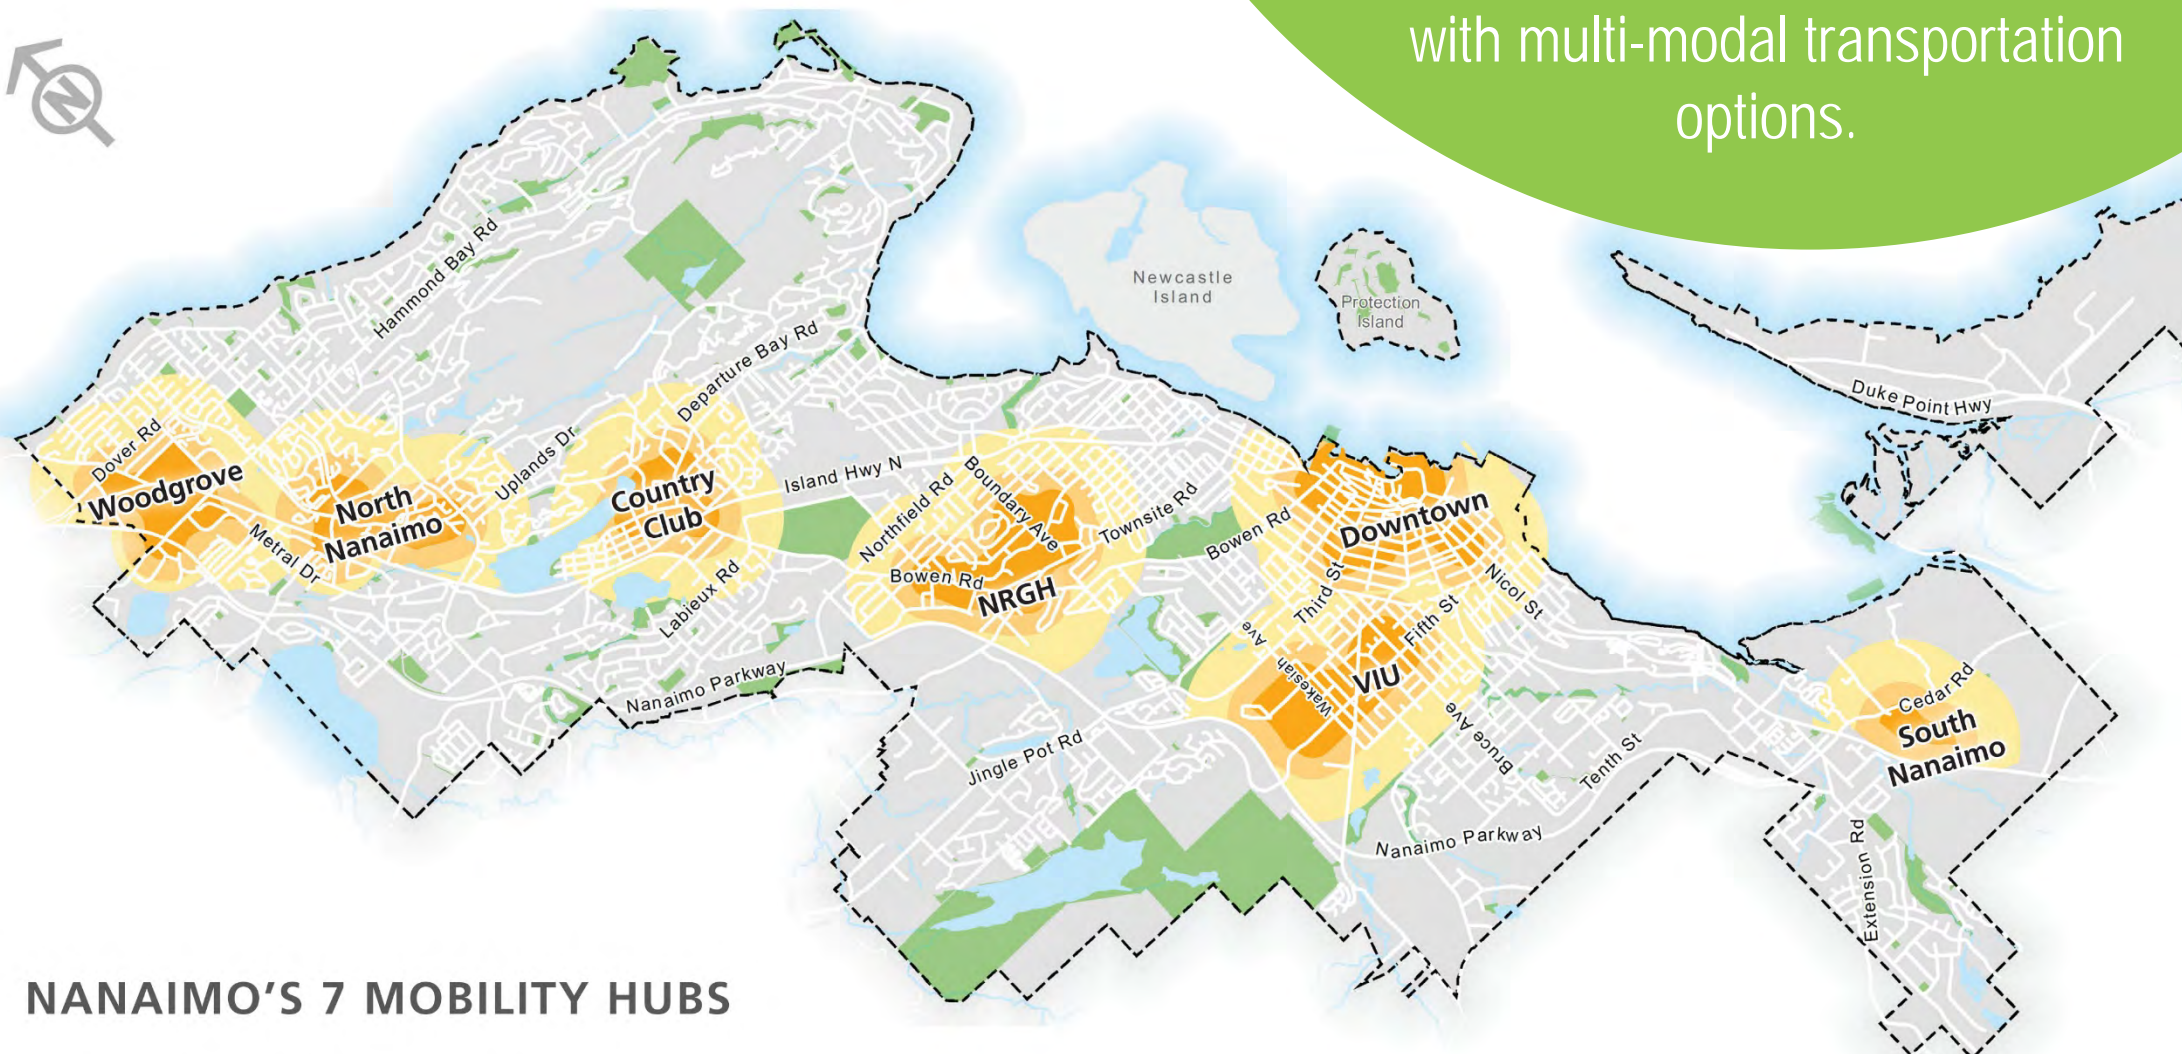 with multi-modal transportation
options.
N
Newcastle
Island
Protection
Island
Duke Point Hwy
Hammond Bay Rd
Departure Bay Rd
Dover Rd
Woodgrove
North
Nanaimo
Metral Dr
Uplands Dr
Country
Club
Island Hwy N
Labieux Rd
Northfield Rd
Boundary Ave
Townsite Rd
Bowen Rd
NRGH
Bowen Rd
Downtown
Third St
Nicol St
Fifth St
Wakesiah Ave
VIU
Bruce Ave
Tenth St
Cedar Rd
South
Nanaimo
Nanaimo Parkway
Jingle Pot Rd
Nanaimo Parkway
Extension Rd
NANAIMO'S 7 MOBILITY HUBS